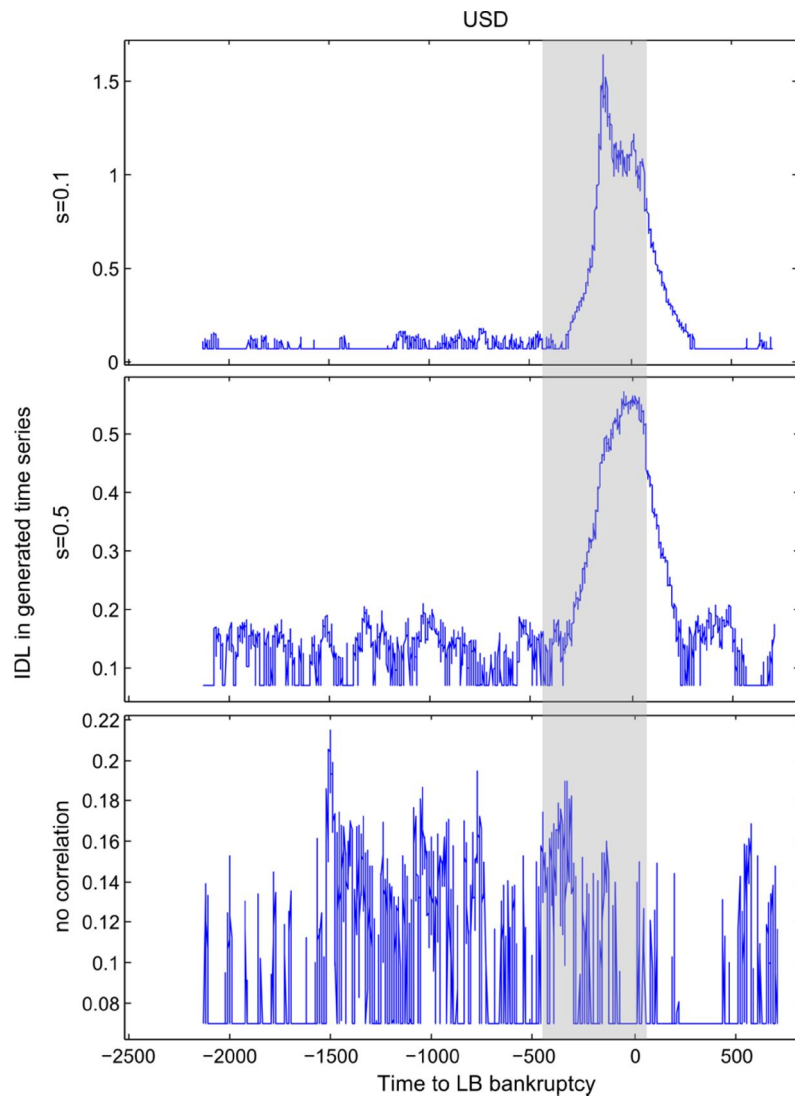 USD
1.5
1
0.5
0
s=0.1
0.5
0.4
0.3
0.2
0.1
s=0.5
IDL in generated time series
0.22
0.2
0.18
0.16
0.14
0.12
0.1
0.08
no correlation
−2500 −2000 −1500 −1000 −500 0 500
Time to LB bankruptcy